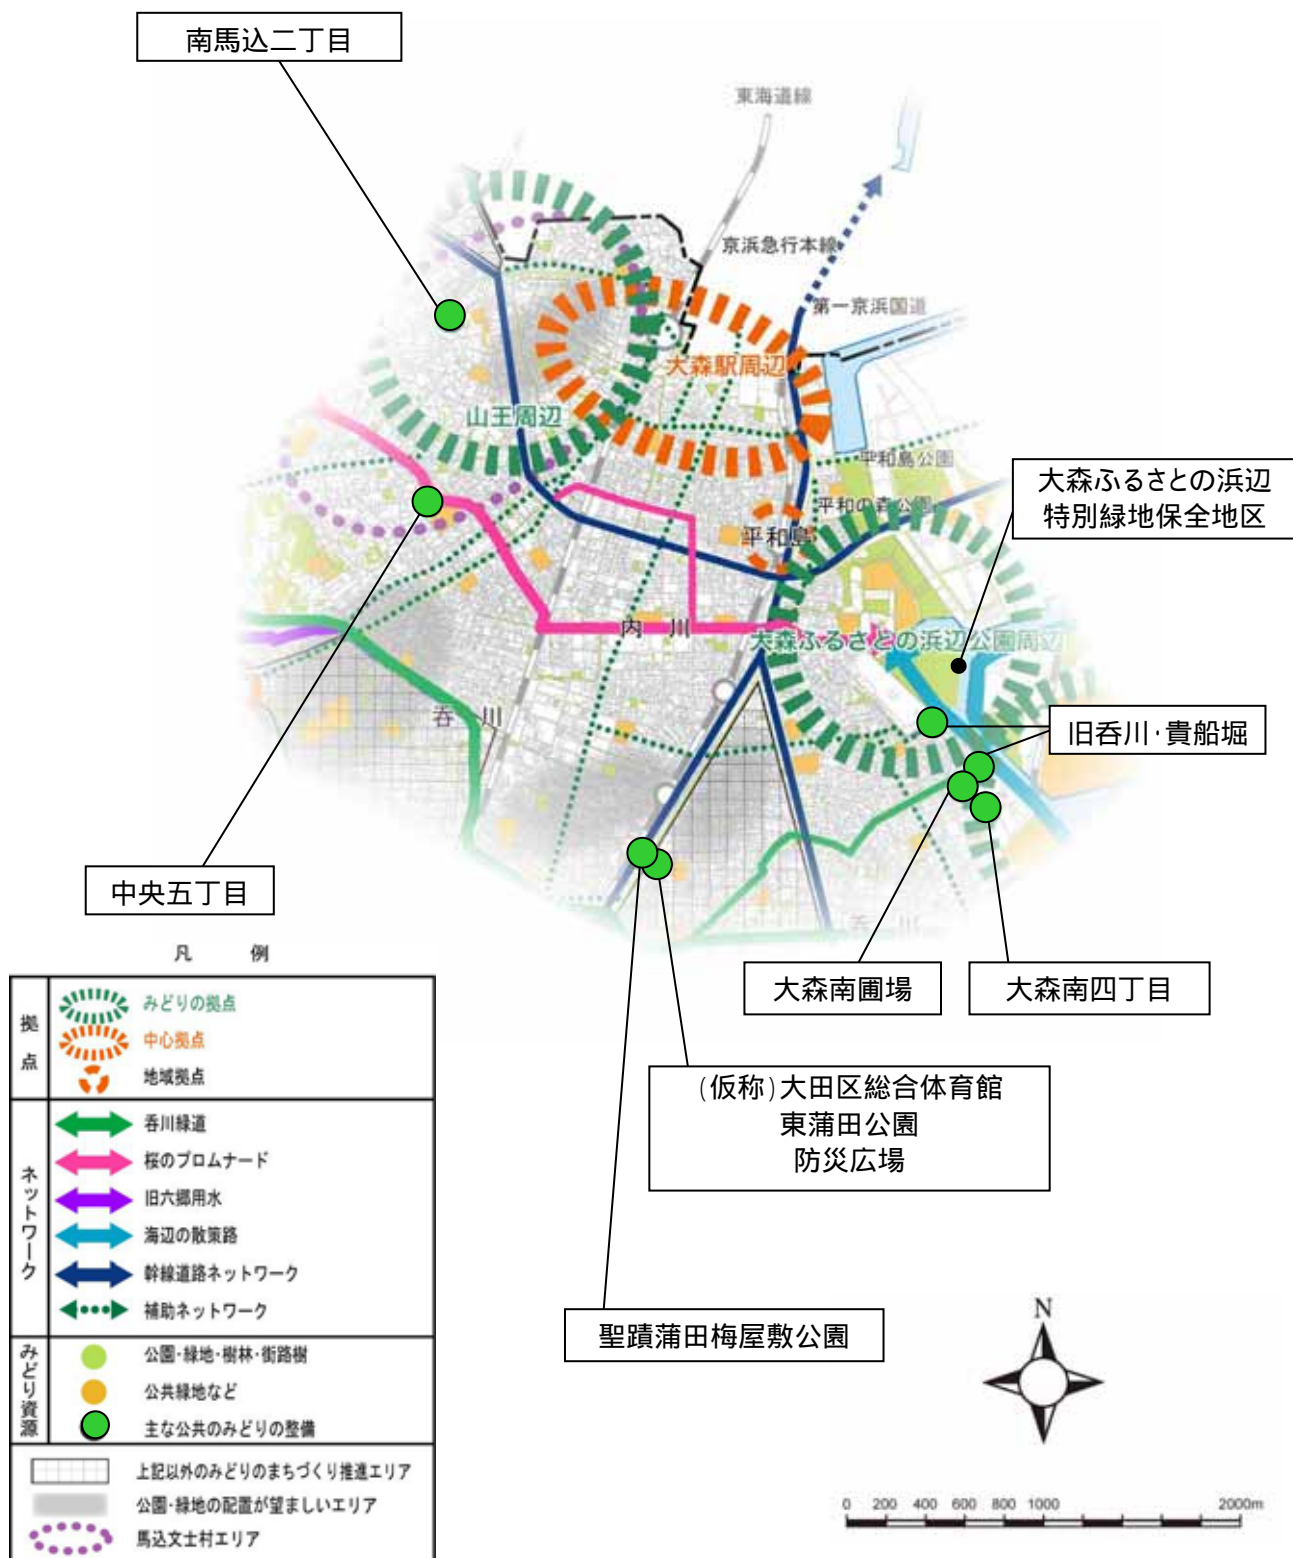 南馬込二丁目
東海道線
京浜急行本線
第一京浜国道
大森駅周辺
山王周辺
平和島公園
平和の森公園
大森ふるさとの浜辺
特別緑地保全地区
平和島
内川
大森ふるさとの浜辺公園周辺
呑川
旧呑川・貴船堀
中央五丁目
呑川
大森南圃場
大森南四丁目
(仮称)大田区総合体育館
東蒲田公園
防災広場
聖蹟蒲田梅屋敷公園
凡 例
拠点
みどりの拠点
中心拠点
地域拠点
ネットワーク
呑川緑道
桜のプロムナード
旧六郷用水
海辺の散策路
幹線道路ネットワーク
補助ネットワーク
みどり資源
公園・緑地・樹林・街路樹
公共緑地など
主な公共のみどりの整備
上記以外のみどりのまちづくり推進エリア
公園・緑地の配置が望ましいエリア
馬込文士村エリア
N
0 200 400 600 800 1000 2000m